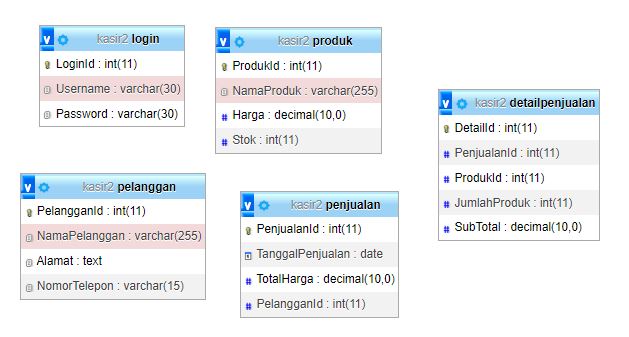 kasir2 login
LoginId : int(11)
Username : varchar(30)
Password : varchar(30)
kasir2 produk
ProdukId : int(11)
NamaProduk : varchar(255)
Harga : decimal(10,0)
Stok : int(11)
kasir2 detailpenjualan
DetailId : int(11)
PenjualanId : int(11)
ProdukId : int(11)
JumlahProduk : int(11)
SubTotal : decimal(10,0)
kasir2 pelanggan
PelangganId : int(11)
NamaPelanggan : varchar(255)
Alamat : text
NomorTelepon : varchar(15)
kasir2 penjualan
PenjualanId : int(11)
TanggalPenjualan : date
TotalHarga : decimal(10,0)
PelangganId : int(11)